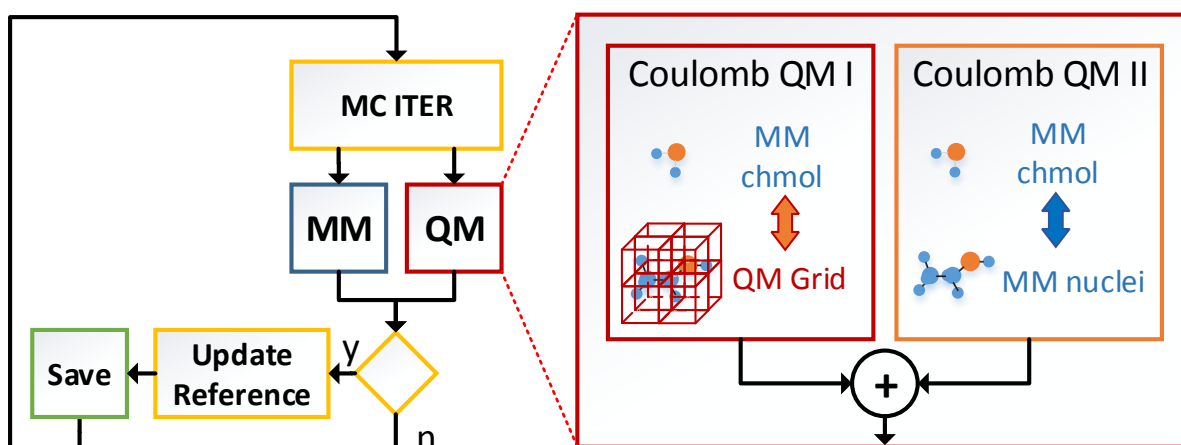 MC ITER
MM
QM
y
Update
Reference
Save
n
Coulomb QM I
MM
chmol
QM Grid
Coulomb QM II
MM
chmol
MM nuclei
+